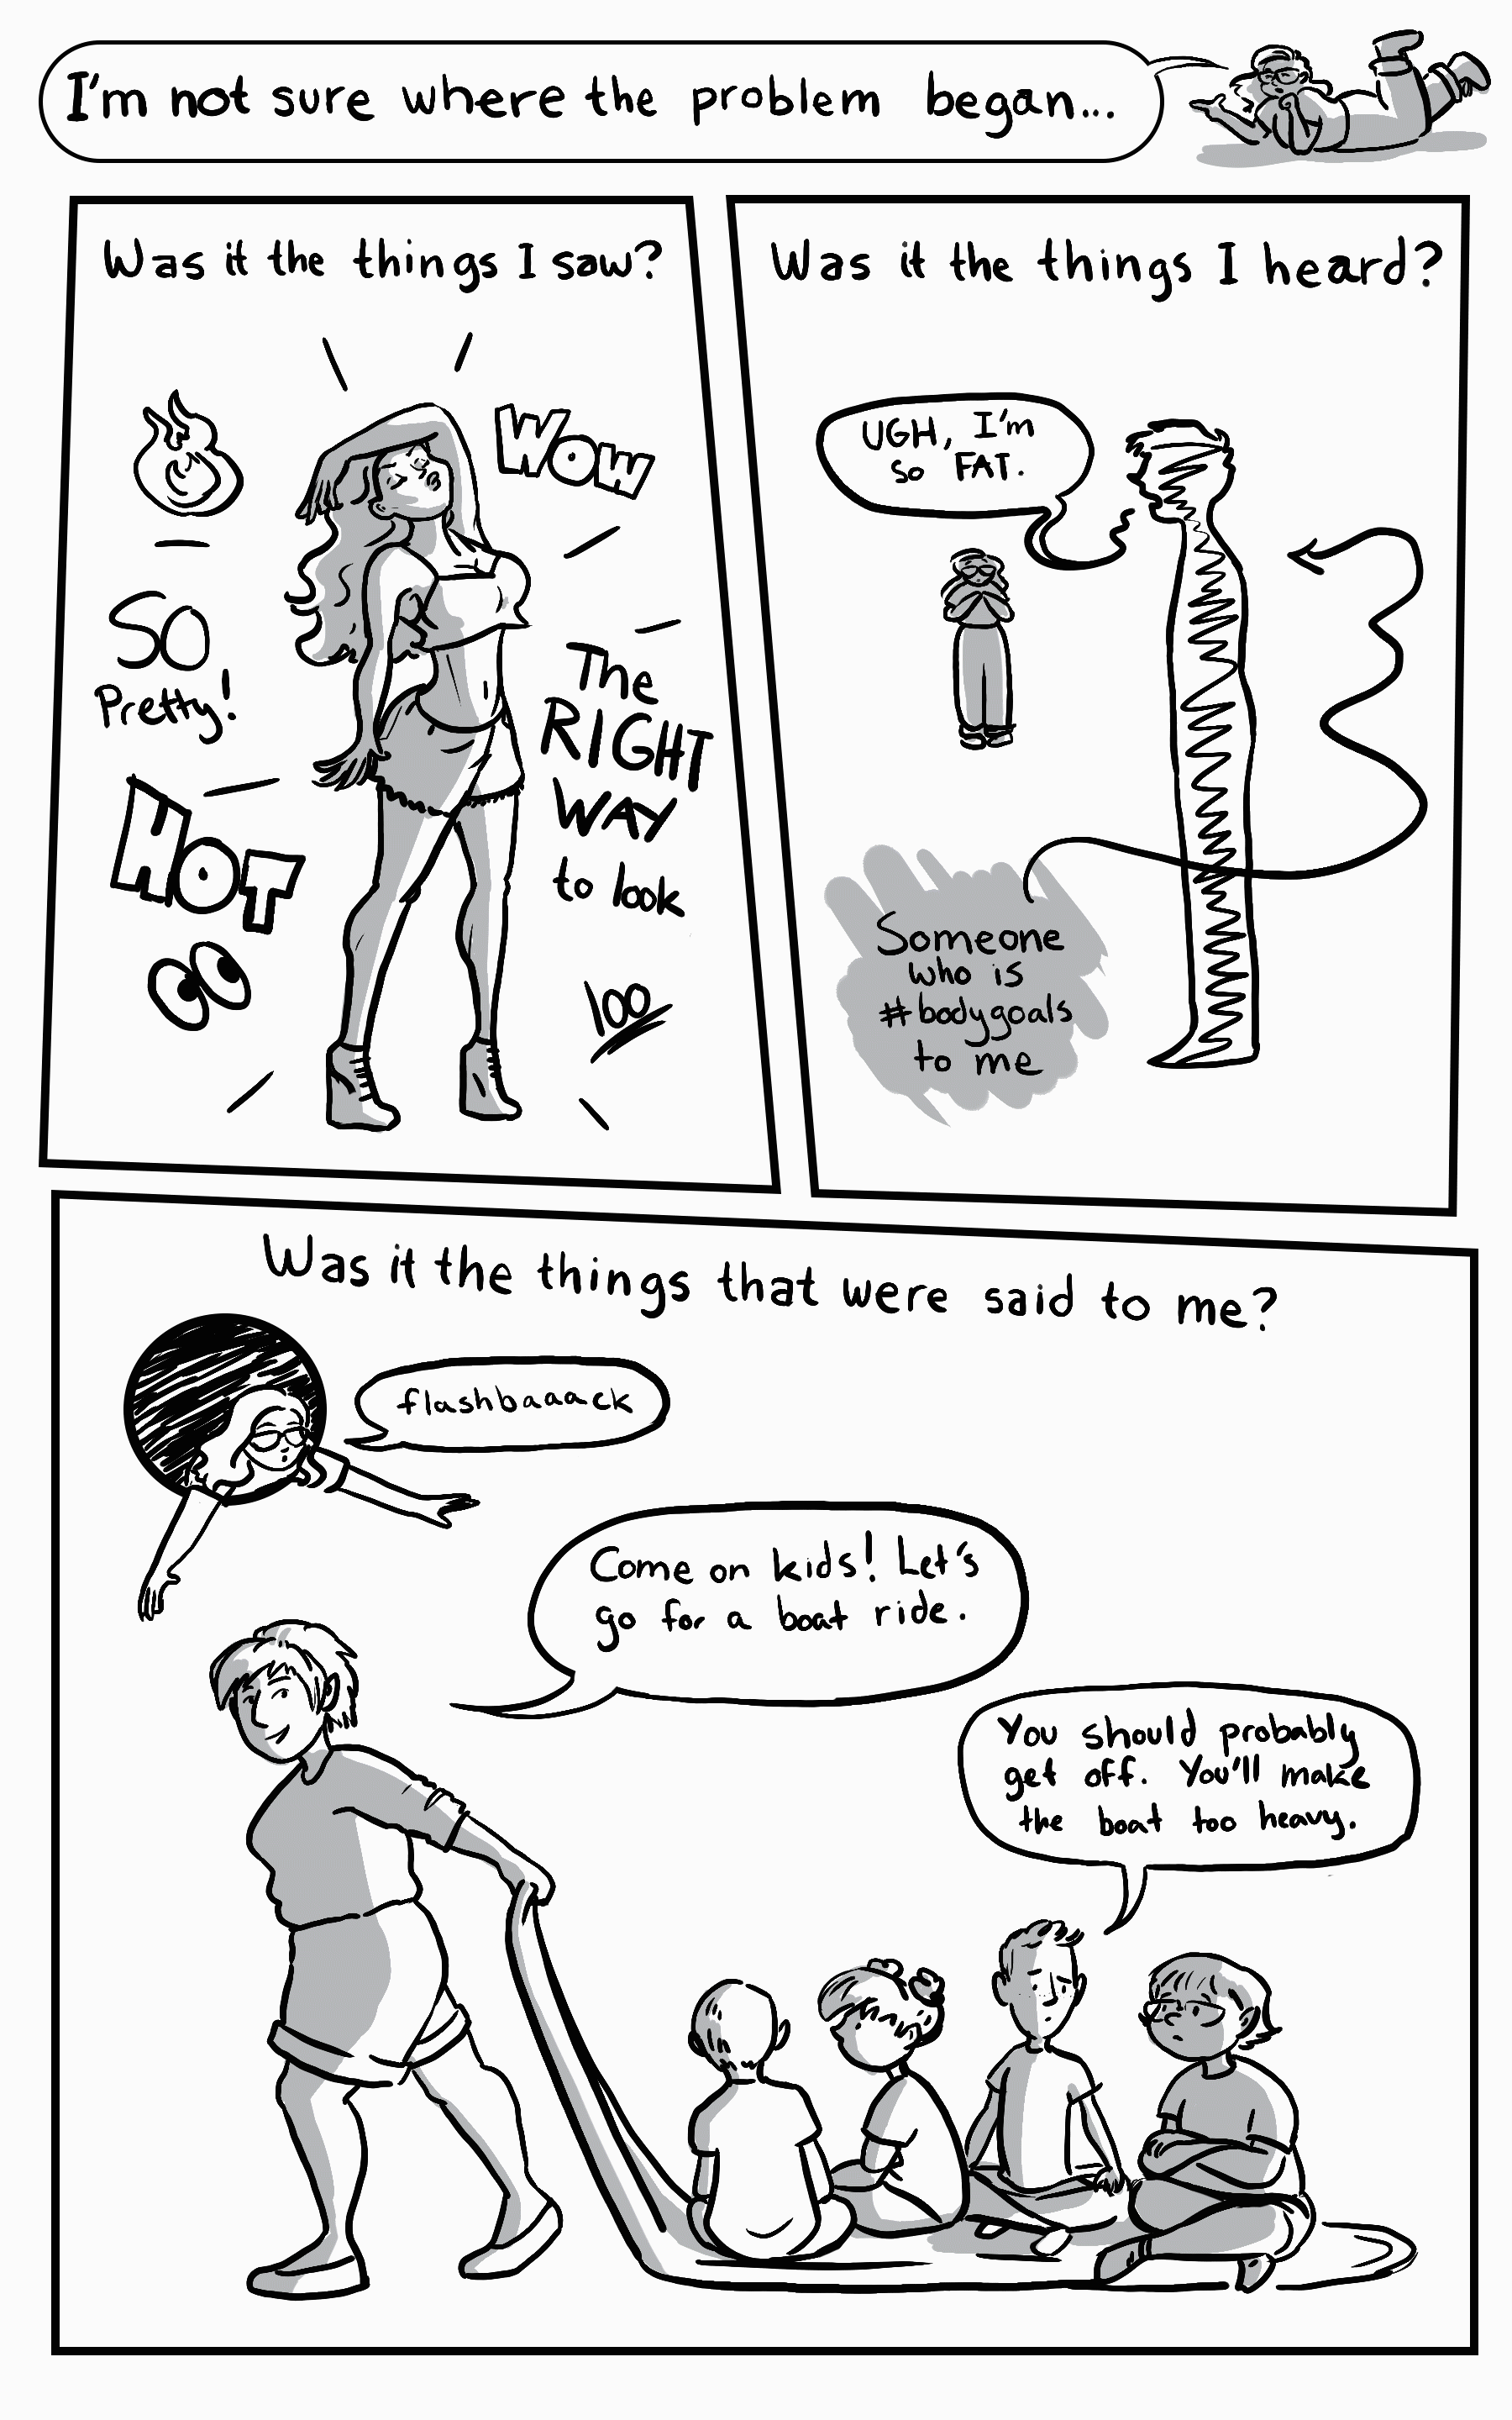 I'm not sure where the problem began...
Was it the things I saw?
WOW
SO
Pretty!
The
RIGHT
WAY
to look
HOT
100
Was it the things I heard?
UGH, I'm
so FAT.
Someone
who is
#bodygoals
to me
Was it the things that were said to me?
flashbaaack
Come on kids! Let's
go for a boat ride.
You should probably
get off. You'll make
the boat too heavy.